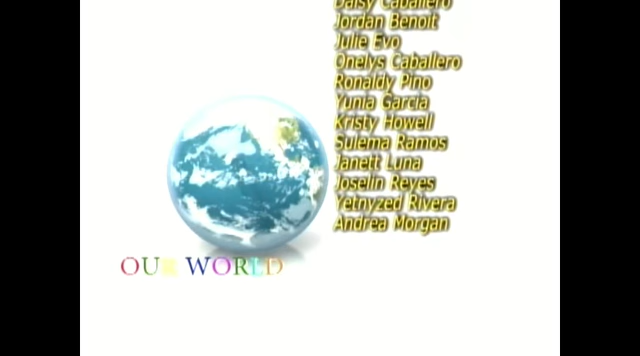 Daisy Caballero
Jordan Benoit
Julie Evo
Onelys Caballero
Ronaldy Pino
Yunia Garcia
Kristy Howell
Sulema Ramos
Janett Luna
Joselin Reyes
Yetnyzed Rivera
Andrea Morgan
OUR WORLD